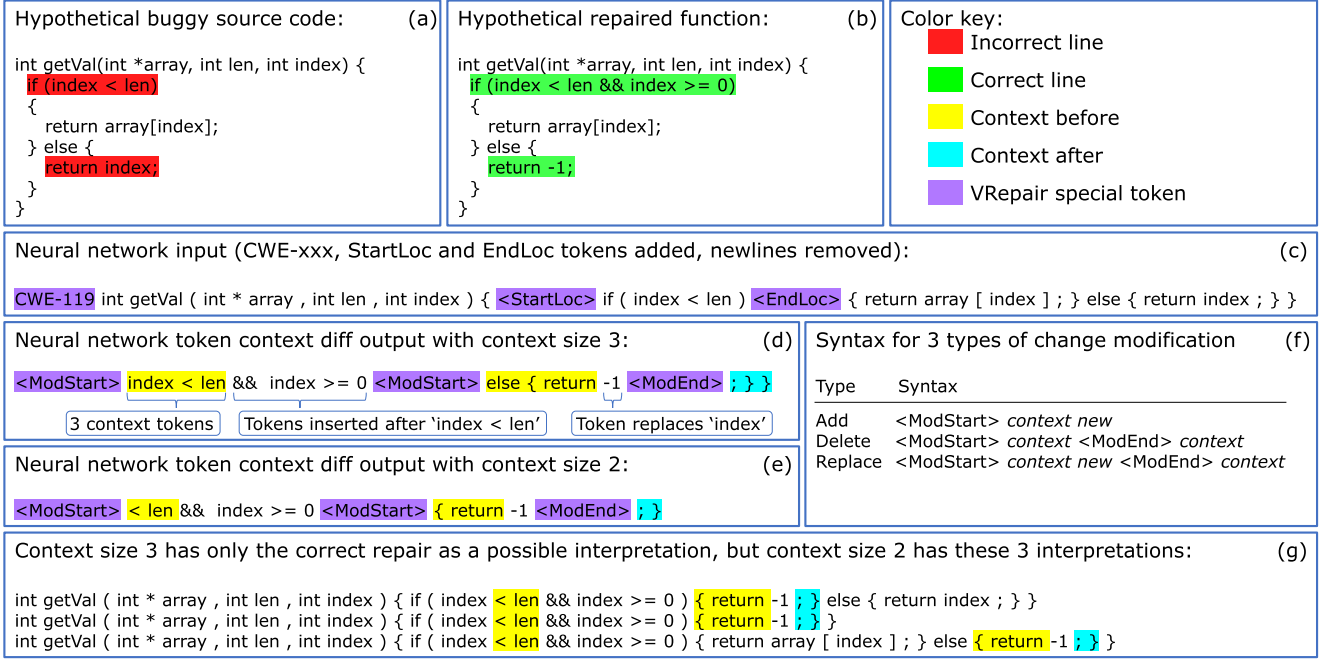 Hypothetical buggy source code: (a)
int getVal(int *array, int len, int index) {
if (index < len)
{
return array[index];
} else {
return index;
}
}
Hypothetical repaired function: (b)
int getVal(int *array, int len, int index) {
if (index < len && index >= 0)
{
return array[index];
} else {
return -1;
}
}
Color key:
Incorrect line
Correct line
Context before
Context after
VRepair special token
Neural network input (CWE-xxx, StartLoc and EndLoc tokens added, newlines removed): (c)
CWE-119 int getVal ( int * array , int len , int index ) { <StartLoc> if ( index < len ) <EndLoc> { return array [ index ] ; } else { return index ; } }
Neural network token context diff output with context size 3: (d)
<ModStart> index < len && index >= 0 <ModStart> else { return -1 <ModEnd> ; } }
3 context tokens Tokens inserted after ‘index < len’ Token replaces ‘index’
Neural network token context diff output with context size 2: (e)
<ModStart> < len && index >= 0 <ModStart> { return -1 <ModEnd> ; }
Syntax for 3 types of change modification (f)
Type Syntax
Add <ModStart> context new
Delete <ModStart> context <ModEnd> context
Replace <ModStart> context new <ModEnd> context
Context size 3 has only the correct repair as a possible interpretation, but context size 2 has these 3 interpretations: (g)
int getVal ( int * array , int len , int index ) { if ( index < len && index >= 0 ) { return -1 ; } else { return index ; } }
int getVal ( int * array , int len , int index ) { if ( index < len && index >= 0 ) { return -1 ; } }
int getVal ( int * array , int len , int index ) { if ( index < len && index >= 0 ) { return array [ index ] ; } else { return -1 ; } }